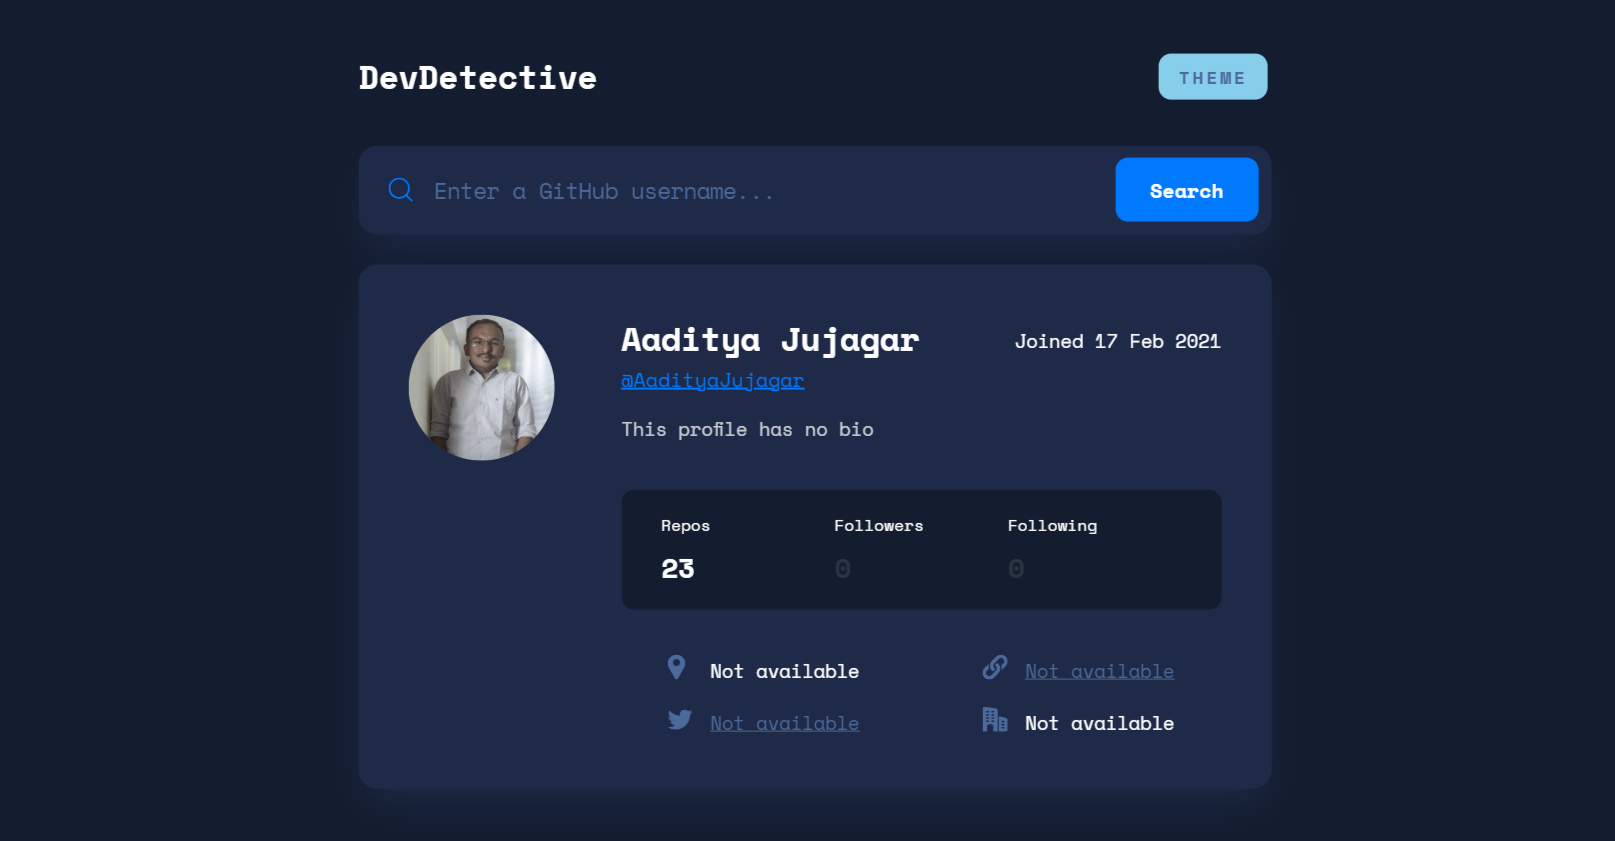 DevDetective
THEME
Enter a GitHub username...
Search
Aaditya Jujagar
Joined 17 Feb 2021
@AadityaJujagar
This profile has no bio
Repos Followers Following
23 0 0
Not available Not available
Not available Not available